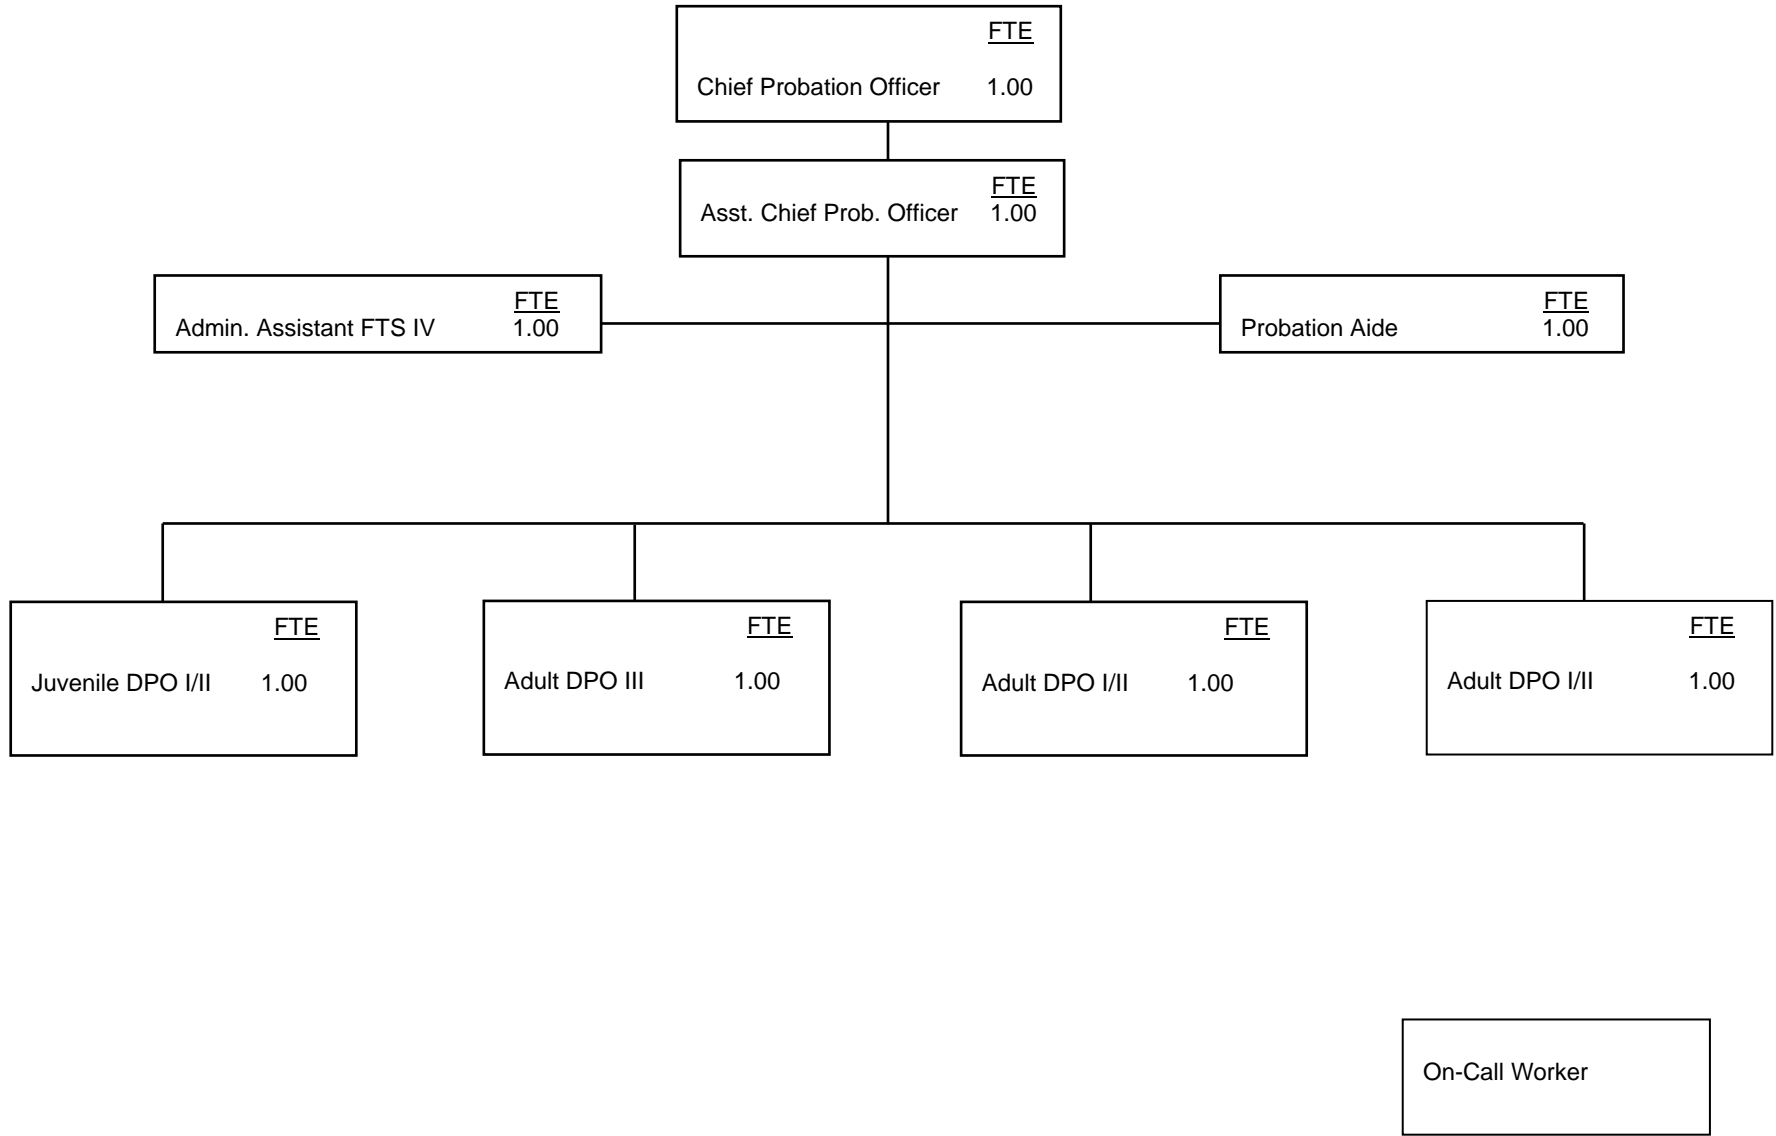 FTE
Chief Probation Officer 1.00
FTE
Asst. Chief Prob. Officer 1.00
FTE
Admin. Assistant FTS IV 1.00
FTE
Probation Aide 1.00
FTE
Juvenile DPO I/II 1.00
FTE
Adult DPO III 1.00
FTE
Adult DPO I/II 1.00
FTE
Adult DPO I/II 1.00
On-Call Worker